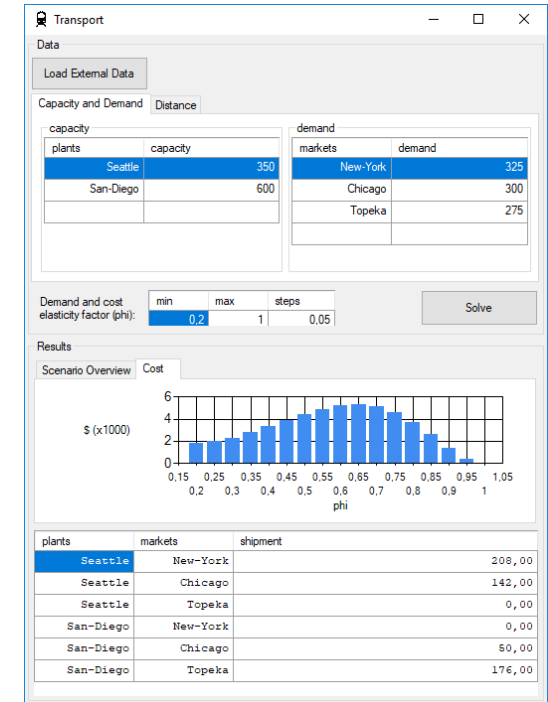 Transport
Data
Load External Data
Capacity and Demand Distance
capacity
plants capacity
Seattle 350
San-Diego 600
demand
markets demand
New-York 325
Chicago 300
Topeka 275
Demand and cost
elasticity factor (phi):
min max steps
0,2 1 0,05
Solve
Results
Scenario Overview Cost
$ (x1000)
6
4
2
0
0,15 0,25 0,35 0,45 0,55 0,65 0,75 0,85 0,95 1,05
0,2 0,3 0,4 0,5 0,6 0,7 0,8 0,9 1
phi
plants markets shipment
Seattle New-York 208,00
Seattle Chicago 142,00
Seattle Topeka 0,00
San-Diego New-York 0,00
San-Diego Chicago 50,00
San-Diego Topeka 176,00